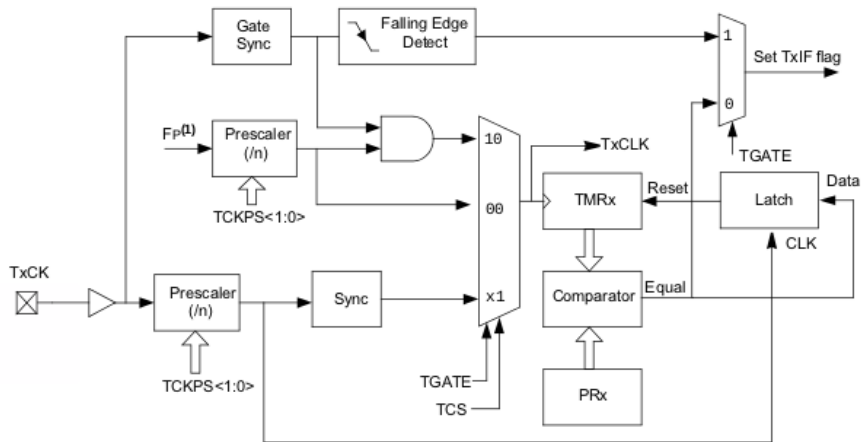 Gate
Sync
Falling Edge
Detect
1
Set TxIF flag
0
TGATE
FP(1)
Prescaler
(/n)
TCKPS<1:0>
10
00
x1
TxCLK
TMRx
Reset
Latch
Data
CLK
TxCK
Prescaler
(/n)
TCKPS<1:0>
Sync
Comparator
Equal
TGATE
TCS
PRx